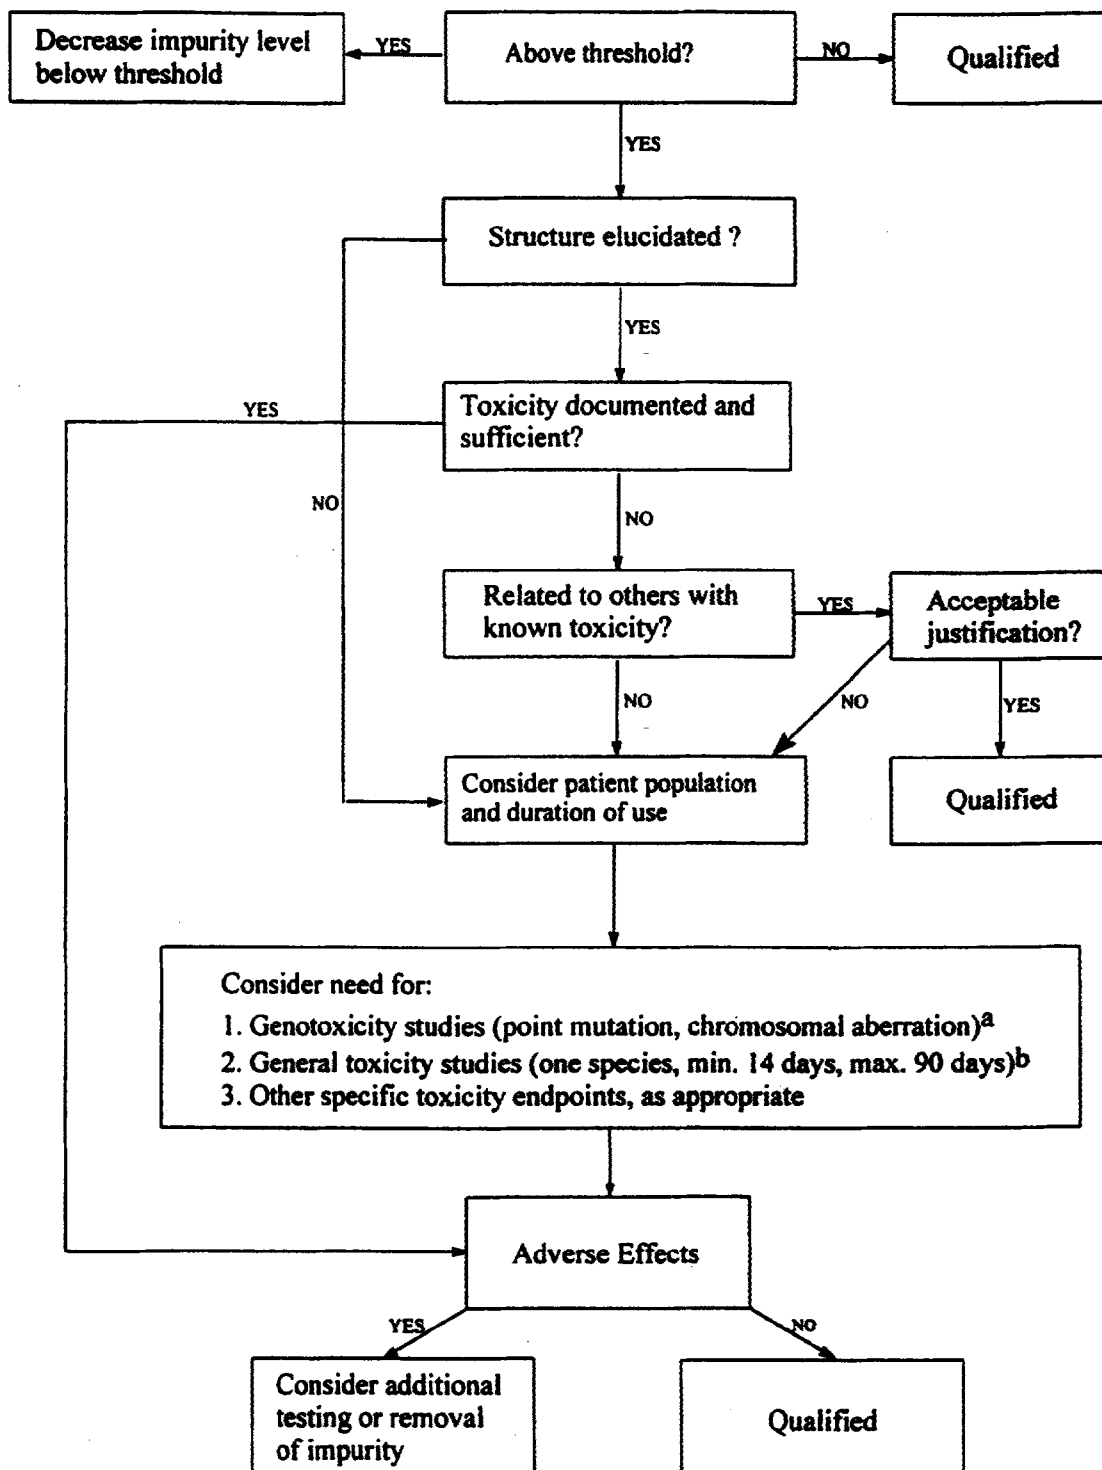 Decrease impurity level
below threshold
YES
Above threshold?
NO
Qualified
YES
Structure elucidated ?
YES
YES
Toxicity documented and
sufficient?
NO
NO
Related to others with
known toxicity?
YES
Acceptable
justification?
NO
NO
YES
Consider patient population
and duration of use
Qualified
Consider need for:
1. Genotoxicity studies (point mutation, chromosomal aberration)a
2. General toxicity studies (one species, min. 14 days, max. 90 days)b
3. Other specific toxicity endpoints, as appropriate
Adverse Effects
YES
NO
Consider additional
testing or removal
of impurity
Qualified